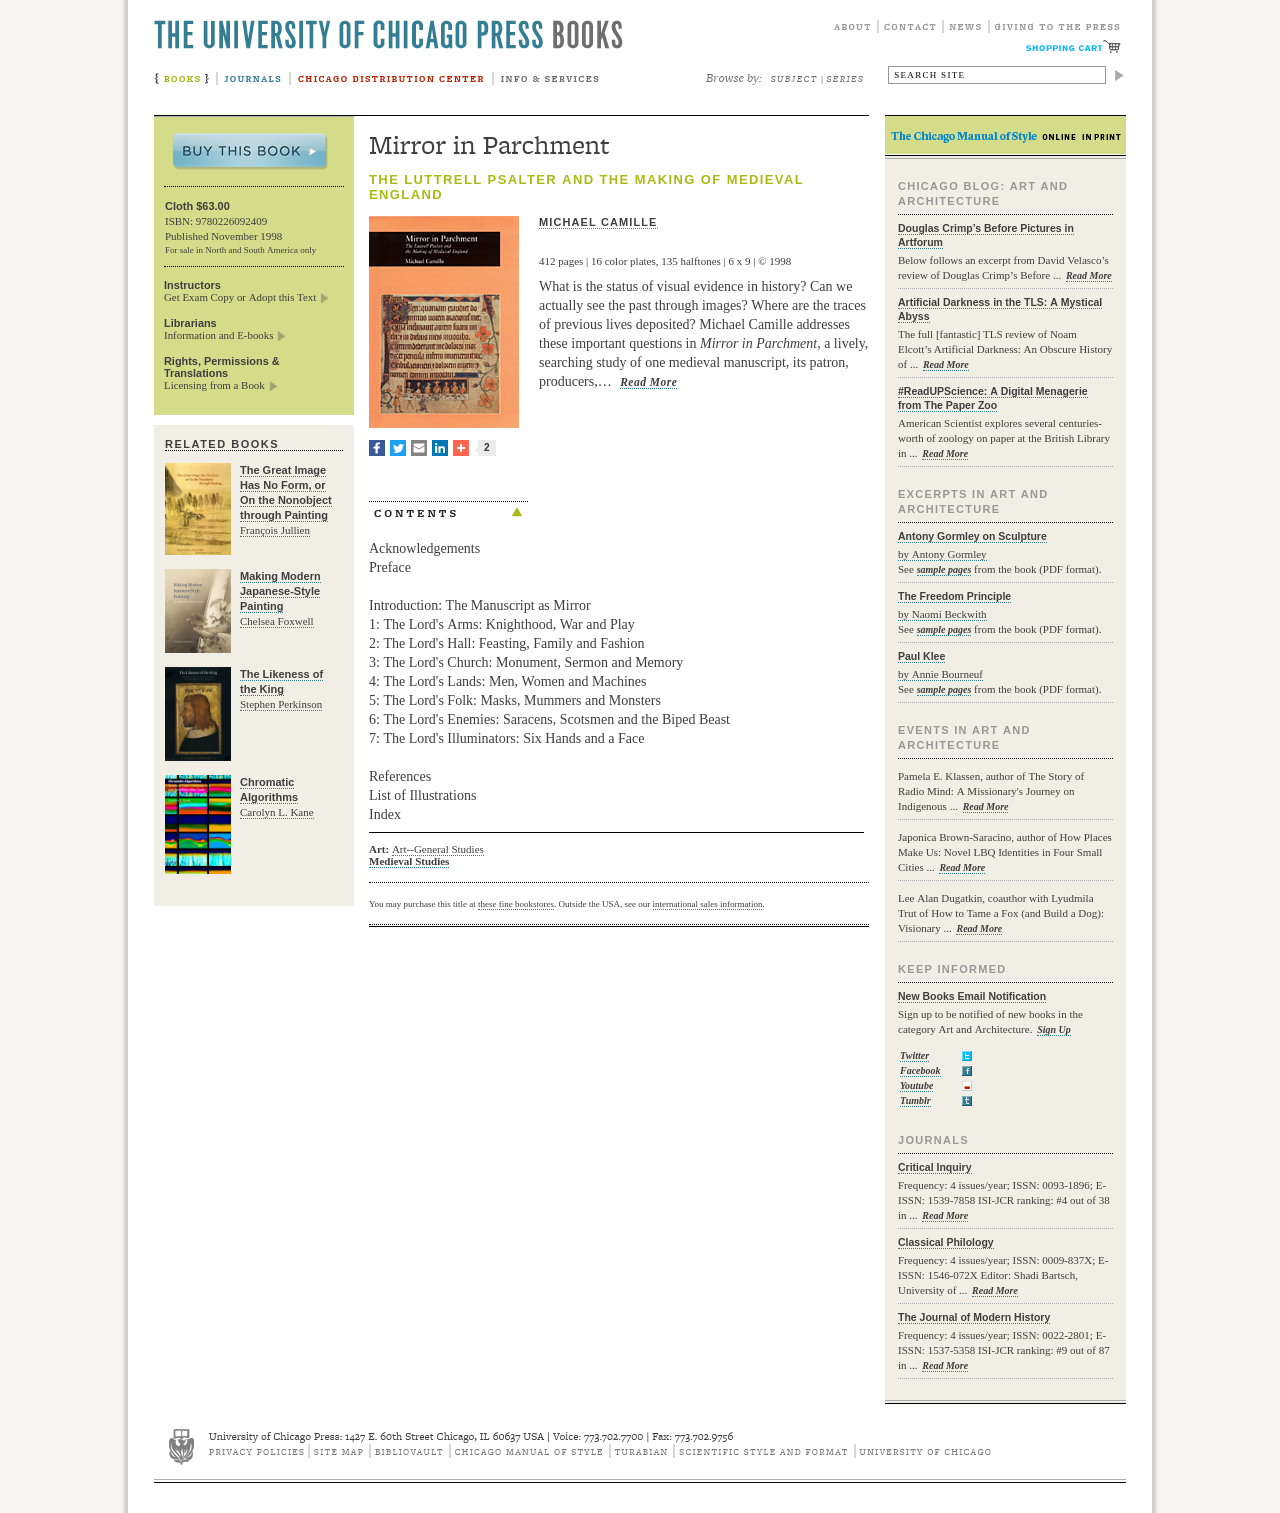 THE UNIVERSITY OF CHICAGO PRESS BOOKS
ABOUT | CONTACT | NEWS | GIVING TO THE PRESS
SHOPPING CART
{ BOOKS } | JOURNALS | CHICAGO DISTRIBUTION CENTER | INFO & SERVICES
Browse by: SUBJECT | SERIES
SEARCH SITE
BUY THIS BOOK
Cloth $63.00
ISBN: 9780226092409
Published November 1998
For sale in North and South America only
Instructors
Get Exam Copy or Adopt this Text
Librarians
Information and E-books
Rights, Permissions &
Translations
Licensing from a Book
RELATED BOOKS
The Great Image
Has No Form, or
On the Nonobject
through Painting
François Jullien
Making Modern
Japanese-Style
Painting
Chelsea Foxwell
The Likeness of
the King
Stephen Perkinson
Chromatic
Algorithms
Carolyn L. Kane
Mirror in Parchment
THE LUTTRELL PSALTER AND THE MAKING OF MEDIEVAL
ENGLAND
Mirror in Parchment
The Luttrell Psalter and
the Making of Medieval England
Michael Camille
MICHAEL CAMILLE
412 pages | 16 color plates, 135 halftones | 6 x 9 | © 1998
What is the status of visual evidence in history? Can we
actually see the past through images? Where are the traces
of previous lives deposited? Michael Camille addresses
these important questions in Mirror in Parchment, a lively,
searching study of one medieval manuscript, its patron,
producers,… Read More
2
CONTENTS
Acknowledgements
Preface
Introduction: The Manuscript as Mirror
1: The Lord's Arms: Knighthood, War and Play
2: The Lord's Hall: Feasting, Family and Fashion
3: The Lord's Church: Monument, Sermon and Memory
4: The Lord's Lands: Men, Women and Machines
5: The Lord's Folk: Masks, Mummers and Monsters
6: The Lord's Enemies: Saracens, Scotsmen and the Biped Beast
7: The Lord's Illuminators: Six Hands and a Face
References
List of Illustrations
Index
Art: Art--General Studies
Medieval Studies
You may purchase this title at these fine bookstores. Outside the USA, see our international sales information.
The Chicago Manual of Style ONLINE IN PRINT
CHICAGO BLOG: ART AND
ARCHITECTURE
Douglas Crimp’s Before Pictures in
Artforum
Below follows an excerpt from David Velasco’s
review of Douglas Crimp’s Before ... Read More
Artificial Darkness in the TLS: A Mystical
Abyss
The full [fantastic] TLS review of Noam
Elcott’s Artificial Darkness: An Obscure History
of ... Read More
#ReadUPScience: A Digital Menagerie
from The Paper Zoo
American Scientist explores several centuries-
worth of zoology on paper at the British Library
in ... Read More
EXCERPTS IN ART AND
ARCHITECTURE
Antony Gormley on Sculpture
by Antony Gormley
See sample pages from the book (PDF format).
The Freedom Principle
by Naomi Beckwith
See sample pages from the book (PDF format).
Paul Klee
by Annie Bourneuf
See sample pages from the book (PDF format).
EVENTS IN ART AND
ARCHITECTURE
Pamela E. Klassen, author of The Story of
Radio Mind: A Missionary's Journey on
Indigenous ... Read More
Japonica Brown-Saracino, author of How Places
Make Us: Novel LBQ Identities in Four Small
Cities ... Read More
Lee Alan Dugatkin, coauthor with Lyudmila
Trut of How to Tame a Fox (and Build a Dog):
Visionary ... Read More
KEEP INFORMED
New Books Email Notification
Sign up to be notified of new books in the
category Art and Architecture. Sign Up
Twitter
Facebook
Youtube
Tumblr
JOURNALS
Critical Inquiry
Frequency: 4 issues/year; ISSN: 0093-1896; E-
ISSN: 1539-7858 ISI-JCR ranking: #4 out of 38
in ... Read More
Classical Philology
Frequency: 4 issues/year; ISSN: 0009-837X; E-
ISSN: 1546-072X Editor: Shadi Bartsch,
University of ... Read More
The Journal of Modern History
Frequency: 4 issues/year; ISSN: 0022-2801; E-
ISSN: 1537-5358 ISI-JCR ranking: #9 out of 87
in ... Read More
University of Chicago Press: 1427 E. 60th Street Chicago, IL 60637 USA | Voice: 773.702.7700 | Fax: 773.702.9756
PRIVACY POLICIES | SITE MAP | BIBLIOVAULT | CHICAGO MANUAL OF STYLE | TURABIAN | SCIENTIFIC STYLE AND FORMAT | UNIVERSITY OF CHICAGO